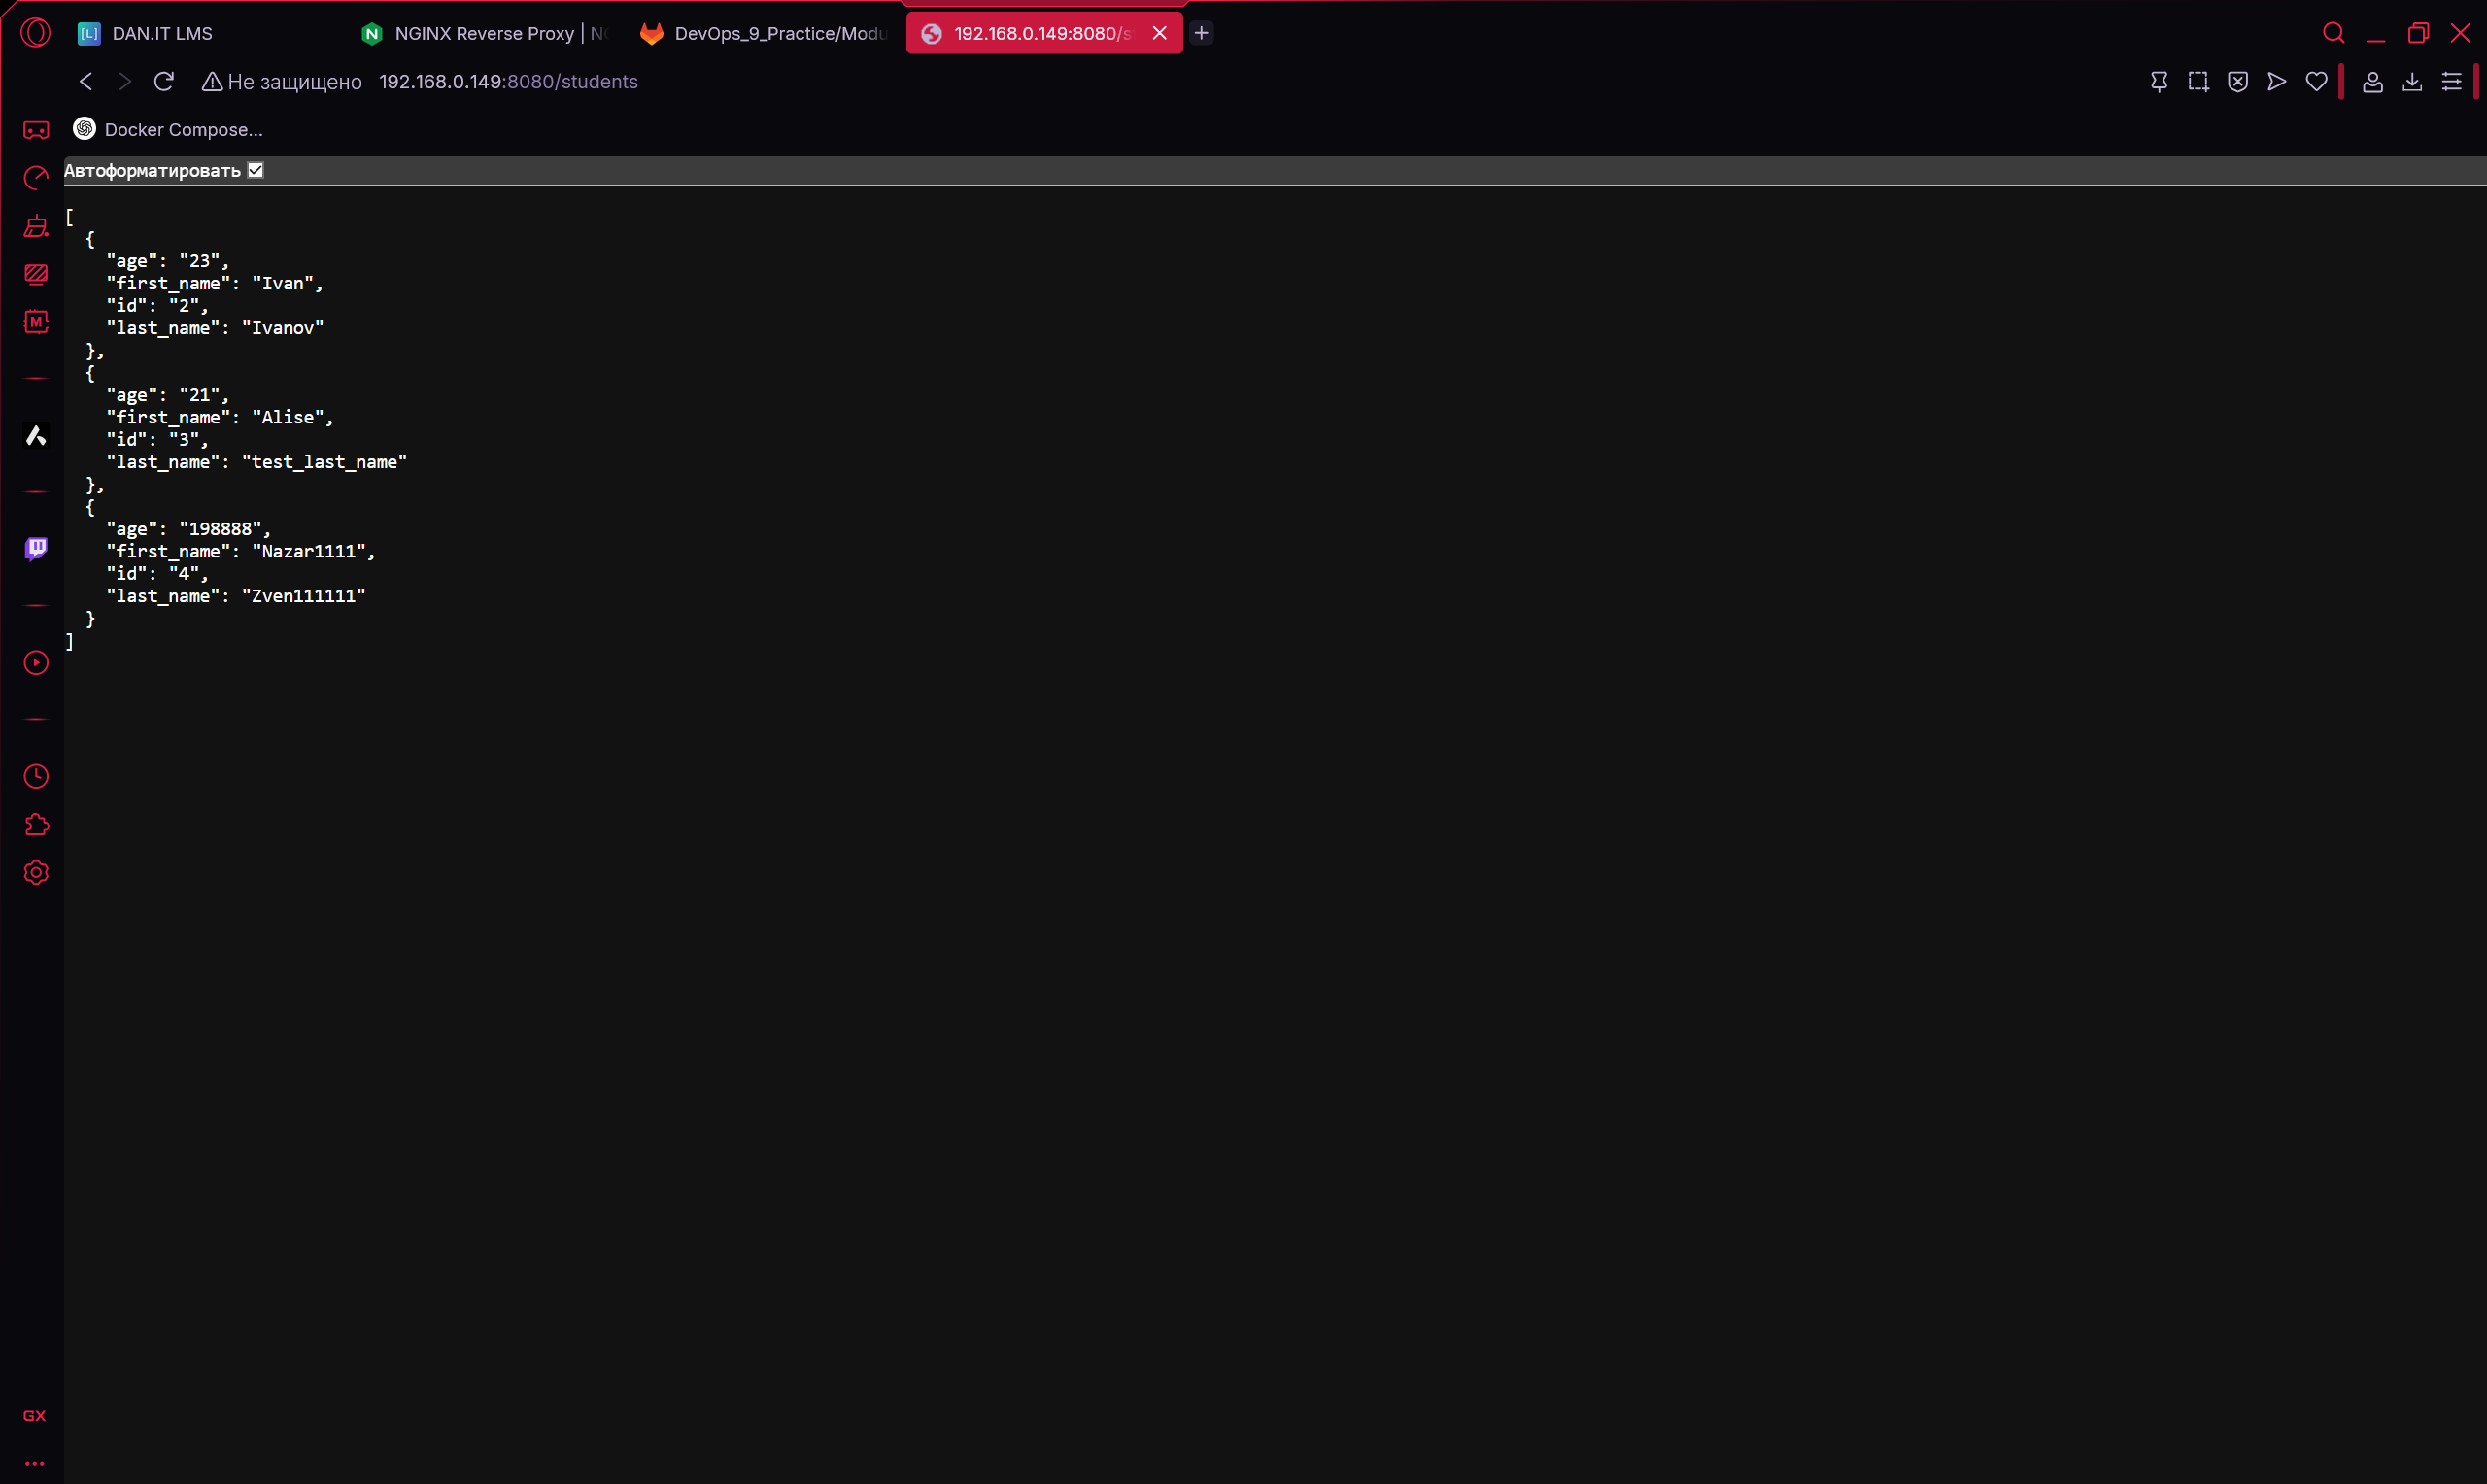 [L] DAN.IT LMS
NGINX Reverse Proxy | N
DevOps_9_Practice/Modu
192.168.0.149:8080/s
Не защищено 192.168.0.149:8080/students
Docker Compose...
Автоформатировать
[
{
"age": "23",
"first_name": "Ivan",
"id": "2",
"last_name": "Ivanov"
},
{
"age": "21",
"first_name": "Alise",
"id": "3",
"last_name": "test_last_name"
},
{
"age": "198888",
"first_name": "Nazar1111",
"id": "4",
"last_name": "Zven111111"
}
]
M
GX